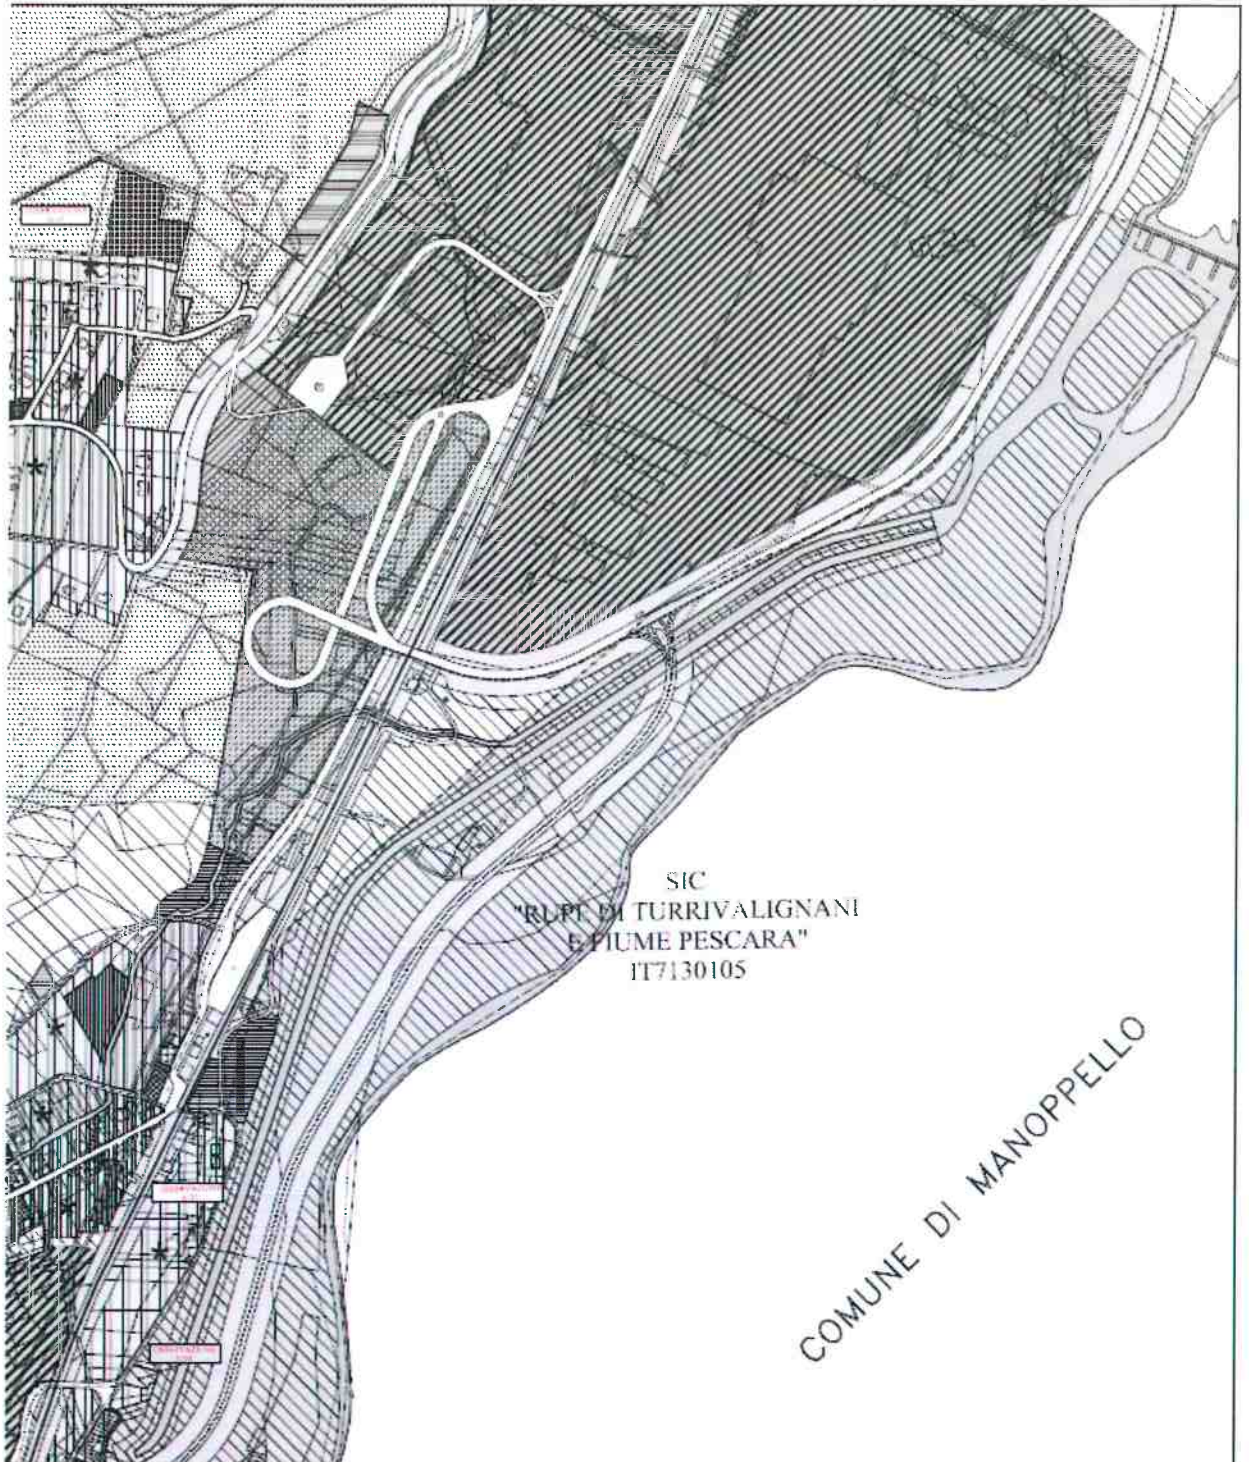 SIC
"RUPE DI TURRIVALIGNANI
E FIUME PESCARA"
IT7130105
COMUNE DI MANOPPELLO